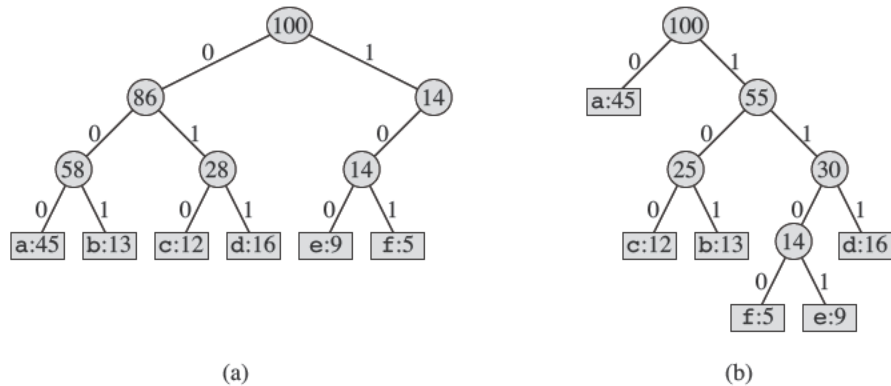 100 100
0 1 0 1
86 14 a:45 55
0 1 0 0 1
58 28 14 25 30
0 1 0 1 0 1 0 1 0 1
a:45 b:13 c:12 d:16 e:9 f:5 c:12 b:13 14 d:16
0 1
f:5 e:9
(a) (b)